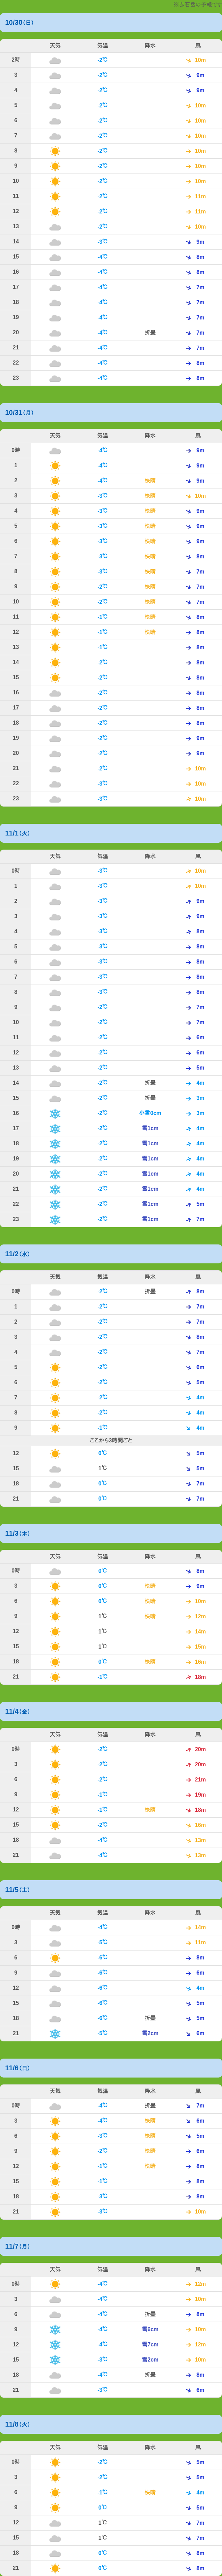 10/30(日)
天気 気温 降水 風
2時 -2℃ 10m
3 -2℃ 9m
4 -2℃ 9m
5 -2℃ 10m
6 -2℃ 10m
7 -2℃ 10m
8 -2℃ 10m
9 -2℃ 10m
10 -2℃ 10m
11 -2℃ 11m
12 -2℃ 11m
13 -2℃ 10m
14 -3℃ 9m
15 -4℃ 8m
16 -4℃ 8m
17 -4℃ 7m
18 -4℃ 7m
19 -4℃ 7m
20 -4℃ 折曇 7m
21 -4℃ 7m
22 -4℃ 8m
23 -4℃ 8m
10/31(月)
天気 気温 降水 風
0時 -4℃ 9m
1 -4℃ 9m
2 -4℃ 快晴 9m
3 -3℃ 快晴 10m
4 -3℃ 快晴 9m
5 -3℃ 快晴 9m
6 -3℃ 快晴 9m
7 -3℃ 快晴 8m
8 -3℃ 快晴 7m
9 -2℃ 快晴 7m
10 -2℃ 快晴 7m
11 -1℃ 快晴 8m
12 -1℃ 快晴 8m
13 -1℃ 8m
14 -2℃ 8m
15 -2℃ 8m
16 -2℃ 8m
17 -2℃ 8m
18 -2℃ 8m
19 -2℃ 9m
20 -2℃ 9m
21 -2℃ 10m
22 -3℃ 10m
23 -3℃ 10m
11/1(火)
天気 気温 降水 風
0時 -3℃ 10m
1 -3℃ 10m
2 -3℃ 9m
3 -3℃ 9m
4 -3℃ 8m
5 -3℃ 8m
6 -3℃ 8m
7 -3℃ 8m
8 -3℃ 8m
9 -2℃ 7m
10 -2℃ 7m
11 -2℃ 6m
12 -2℃ 6m
13 -2℃ 5m
14 -2℃ 折曇 4m
15 -2℃ 折曇 3m
16 -2℃ 小雪0cm 3m
17 -2℃ 雪1cm 4m
18 -2℃ 雪1cm 4m
19 -2℃ 雪1cm 4m
20 -2℃ 雪1cm 4m
21 -2℃ 雪1cm 4m
22 -2℃ 雪1cm 5m
23 -2℃ 雪1cm 7m
11/2(水)
天気 気温 降水 風
0時 -2℃ 折曇 8m
1 -2℃ 7m
2 -2℃ 7m
3 -2℃ 8m
4 -2℃ 7m
5 -2℃ 6m
6 -2℃ 5m
7 -2℃ 4m
8 -2℃ 4m
9 -1℃ 4m
ここから3時間ごと
12 0℃ 5m
15 1℃ 5m
18 0℃ 7m
21 0℃ 7m
11/3(木)
天気 気温 降水 風
0時 0℃ 8m
3 0℃ 快晴 9m
6 0℃ 快晴 10m
9 1℃ 快晴 12m
12 1℃ 14m
15 1℃ 15m
18 0℃ 快晴 16m
21 -1℃ 18m
11/4(金)
天気 気温 降水 風
0時 -2℃ 20m
3 -2℃ 20m
6 -2℃ 21m
9 -1℃ 19m
12 -1℃ 快晴 18m
15 -2℃ 16m
18 -4℃ 13m
21 -4℃ 13m
11/5(土)
天気 気温 降水 風
0時 -4℃ 14m
3 -5℃ 11m
6 -6℃ 8m
9 -6℃ 6m
12 -6℃ 4m
15 -6℃ 5m
18 -6℃ 折曇 5m
21 -5℃ 雪2cm 6m
11/6(日)
天気 気温 降水 風
0時 -4℃ 折曇 7m
3 -4℃ 快晴 6m
6 -3℃ 快晴 5m
9 -2℃ 快晴 6m
12 -1℃ 快晴 8m
15 -1℃ 8m
18 -3℃ 8m
21 -3℃ 10m
11/7(月)
天気 気温 降水 風
0時 -4℃ 12m
3 -4℃ 10m
6 -4℃ 折曇 8m
9 -4℃ 雪6cm 10m
12 -4℃ 雪7cm 12m
15 -3℃ 雪2cm 10m
18 -4℃ 折曇 8m
21 -3℃ 6m
11/8(火)
天気 気温 降水 風
0時 -2℃ 5m
3 -2℃ 5m
6 -1℃ 快晴 4m
9 0℃ 5m
12 1℃ 7m
15 1℃ 7m
18 0℃ 8m
21 0℃ 8m